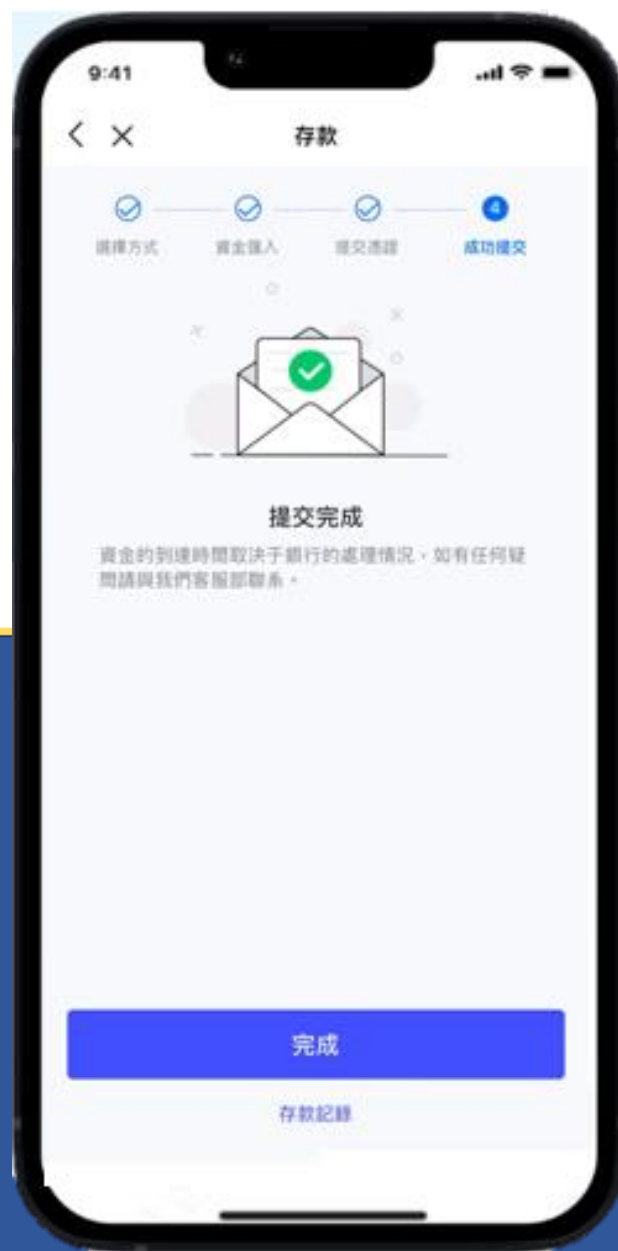 9:41
存款
選擇方式
資金匯入
提交憑證
4
成功提交
提交完成
資金的到達時間取決于銀行的處理情況，如有任何疑
問請與我們客服部聯系。
完成
存款記錄